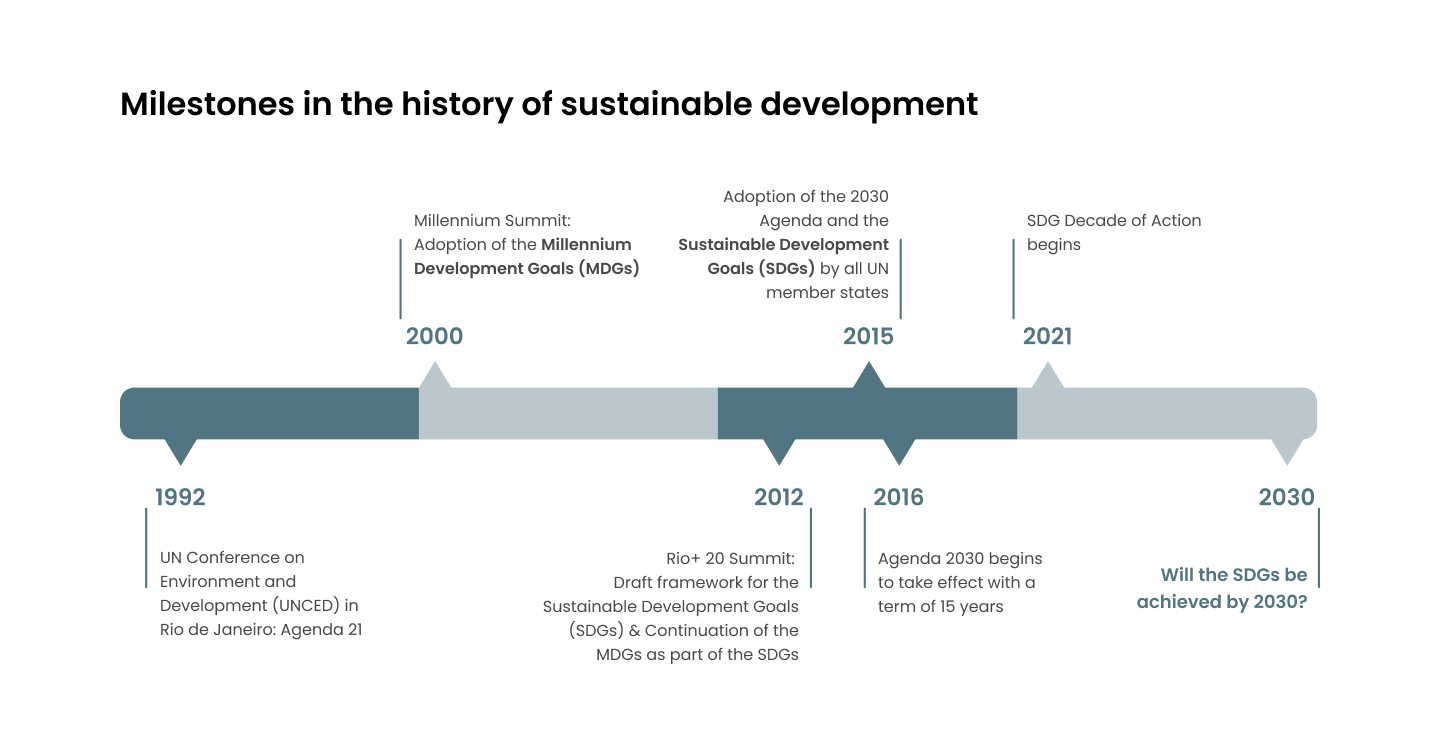 Milestones in the history of sustainable development
Millennium Summit:
Adoption of the Millennium
Development Goals (MDGs)
2000
Adoption of the 2030
Agenda and the
Sustainable Development
Goals (SDGs) by all UN
member states
2015
SDG Decade of Action
begins
2021
1992
UN Conference on
Environment and
Development (UNCED) in
Rio de Janeiro: Agenda 21
2012
Rio+ 20 Summit:
Draft framework for the
Sustainable Development Goals
(SDGs) & Continuation of the
MDGs as part of the SDGs
2016
Agenda 2030 begins
to take effect with a
term of 15 years
2030
Will the SDGs be
achieved by 2030?